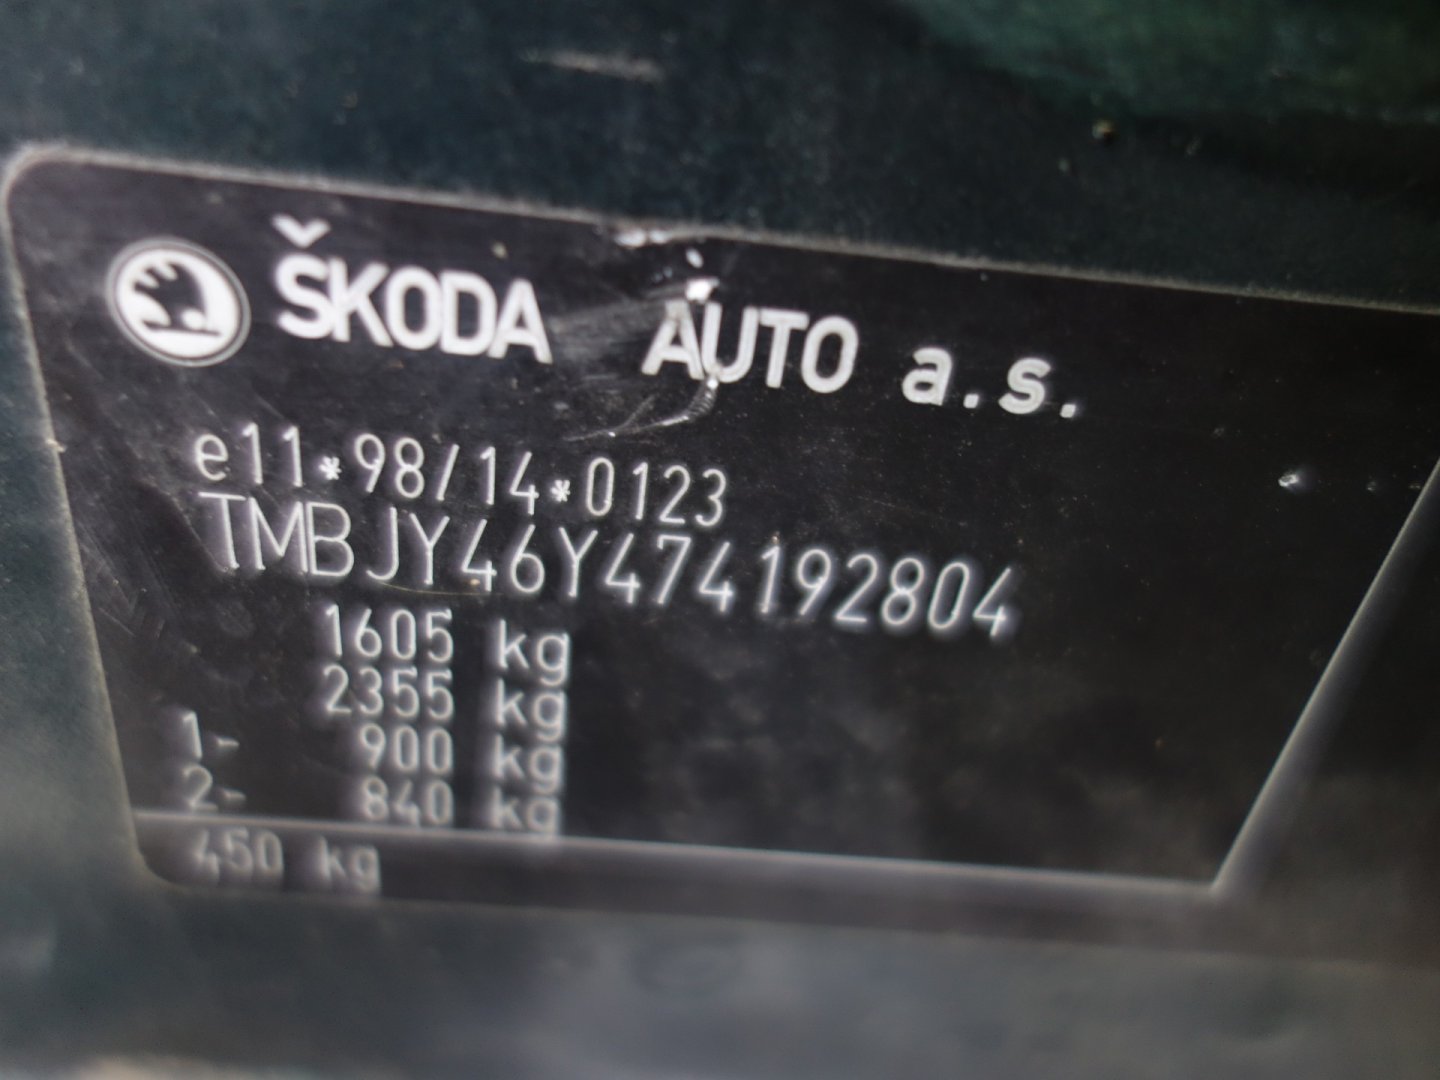 ŠKODA AUTO a.s.
e11*98/14*0123
TMBJY46Y474192804
1605 kg
2355 kg
1- 900 kg
2- 840 kg
450 kg